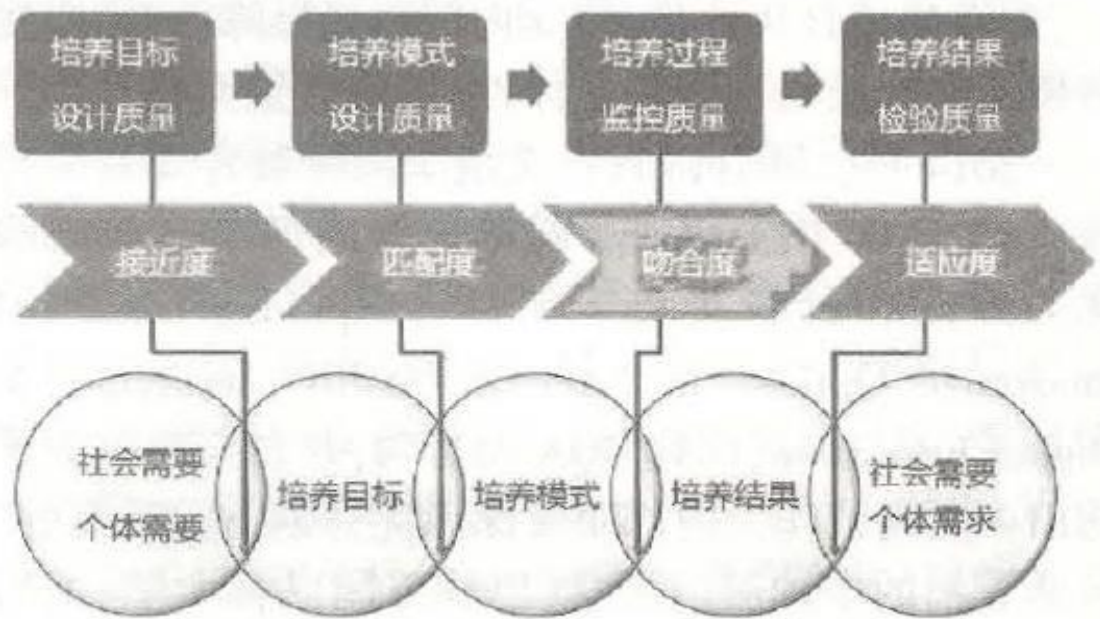 培养目标
设计质量
培养模式
设计质量
培养过程
监控质量
培养结果
检验质量
接近度
匹配度
吻合度
适应度
社会需要
个体需要
培养目标
培养模式
培养结果
社会需要
个体需求